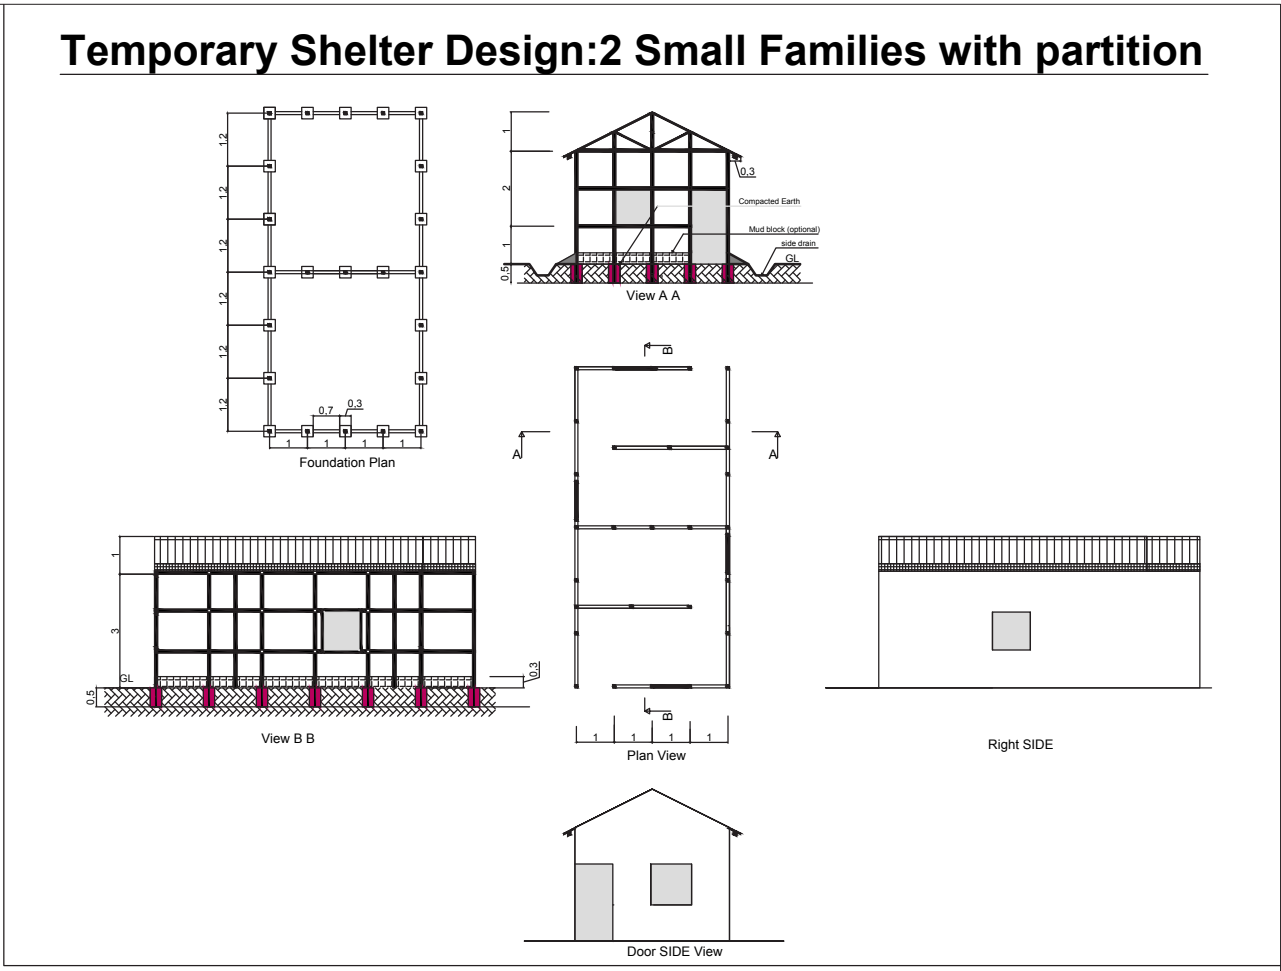 Temporary Shelter Design:2 Small Families with partition
1,2
1,2
1,2
1,2
1,2
1,2
0,7
0,3
1
1
1
1
Foundation Plan
1
2
1
0,5
0,3
Compacted Earth
Mud block (optional)
side drain
GL
View A A
B
A
A
B
1
1
1
1
Plan View
1
3
GL
0,5
0,3
View B B
Right SIDE
Door SIDE View